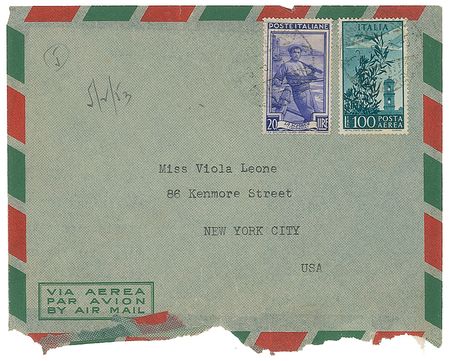 POSTE ITALIANE
20 LIRE
ITALIA
£ 100 POSTA
AEREA
Miss Viola Leone
86 Kenmore Street
NEW YORK CITY
USA
VIA AEREA
PAR AVION
BY AIR MAIL